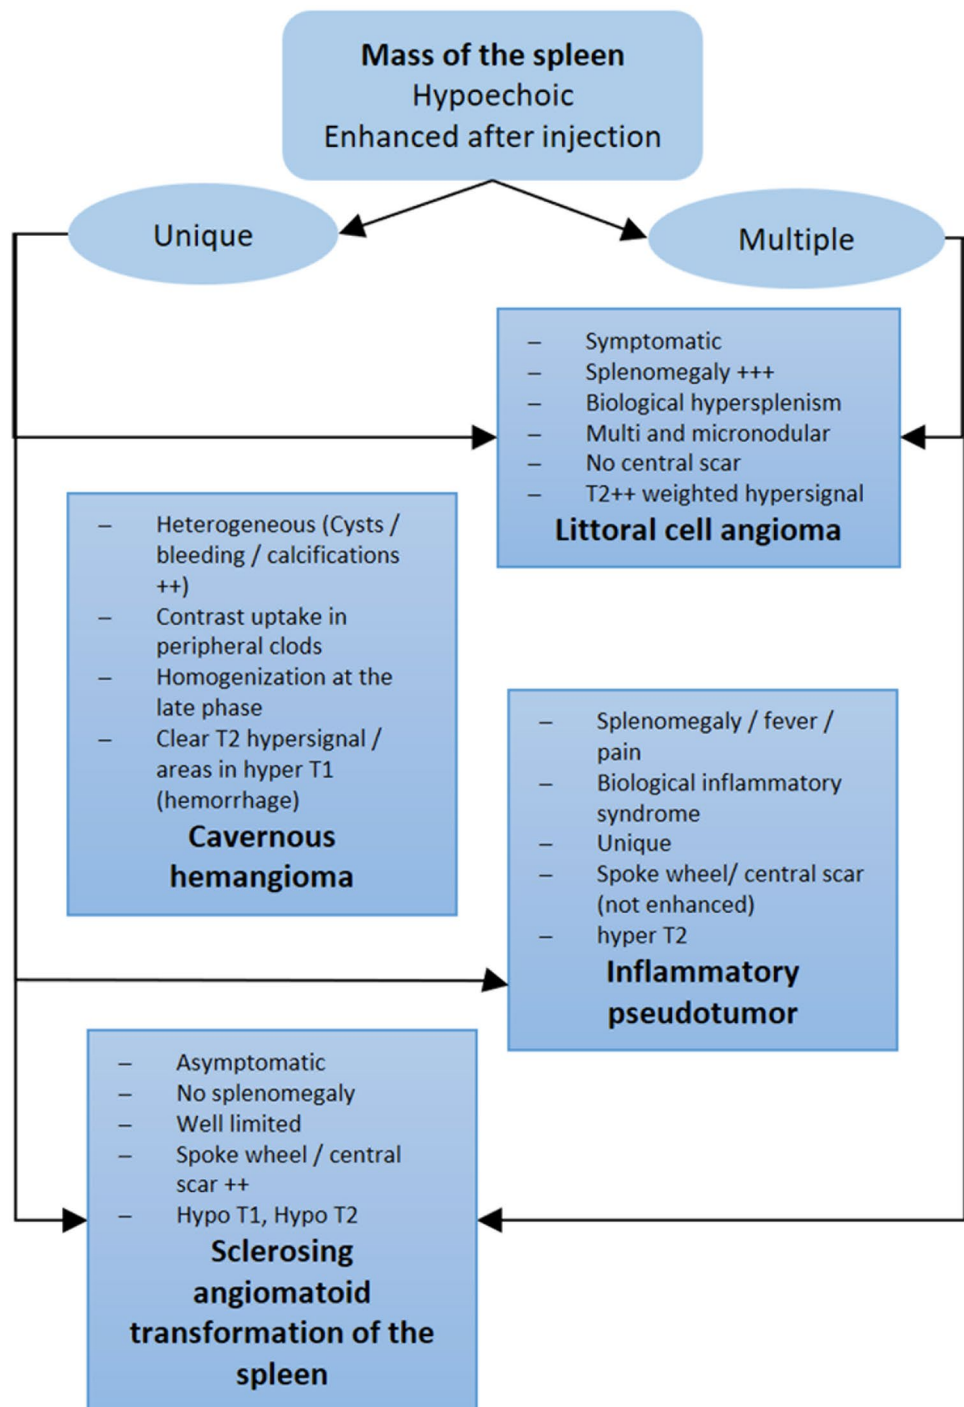 Mass of the spleen
Hypoechoic
Enhanced after injection
Unique
Multiple
– Symptomatic
– Splenomegaly +++
– Biological hypersplenism
– Multi and micronodular
– No central scar
– T2++ weighted hypersignal
Littoral cell angioma
– Heterogeneous (Cysts /
bleeding / calcifications
++)
– Contrast uptake in
peripheral clods
– Homogenization at the
late phase
– Clear T2 hypersignal /
areas in hyper T1
(hemorrhage)
Cavernous
hemangioma
– Splenomegaly / fever /
pain
– Biological inflammatory
syndrome
– Unique
– Spoke wheel/ central scar
(not enhanced)
– hyper T2
Inflammatory
pseudotumor
– Asymptomatic
– No splenomegaly
– Well limited
– Spoke wheel / central
scar ++
– Hypo T1, Hypo T2
Sclerosing
angiomatoid
transformation of the
spleen